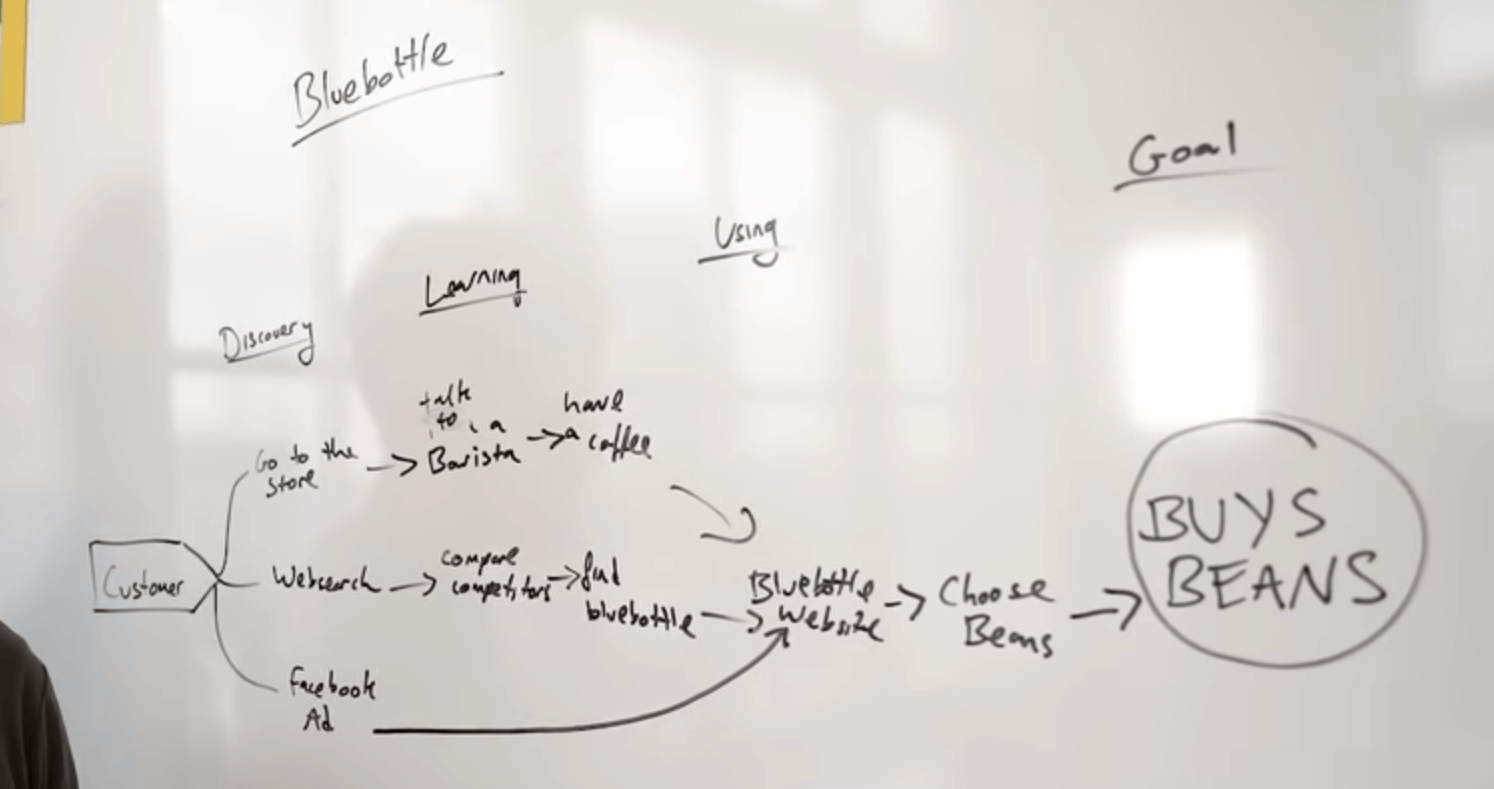 Bluebottle
Goal
Using
Learning
Discovery
talk
to a
Barista
have
a coffee
Go to the
Store
Customer
Websearch
compare
competitors
find
bluebottle
Bluebottle
Website
Choose
Beans
BUYS
BEANS
Facebook
Ad